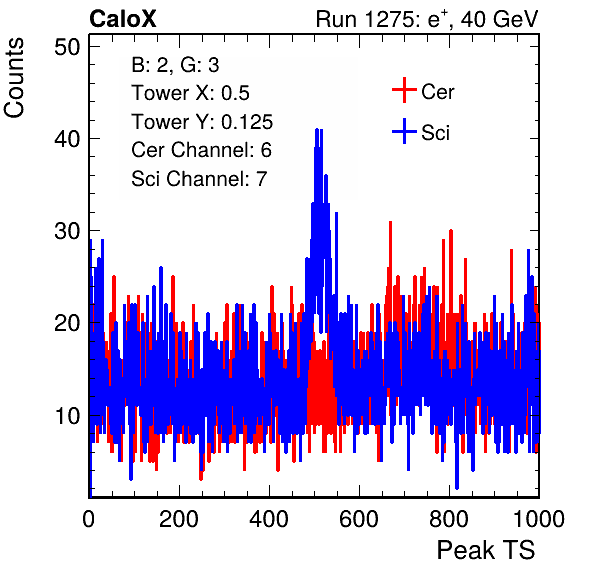 CaloX Run 1275: e+, 40 GeV
Counts
50
40
30
20
10
B: 2, G: 3
Tower X: 0.5
Tower Y: 0.125
Cer Channel: 6
Sci Channel: 7
Cer
Sci
0 200 400 600 800 1000
Peak TS